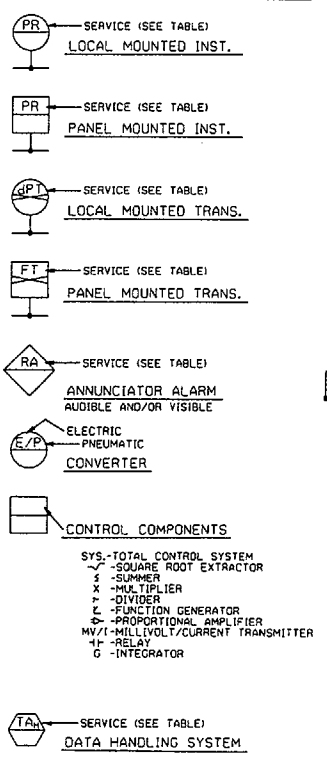 PR SERVICE (SEE TABLE)
LOCAL MOUNTED INST.
PR SERVICE (SEE TABLE)
PANEL MOUNTED INST.
dPT SERVICE (SEE TABLE)
LOCAL MOUNTED TRANS.
FT SERVICE (SEE TABLE)
PANEL MOUNTED TRANS.
RA SERVICE (SEE TABLE)
ANNUNCIATOR ALARM
AUDIBLE AND/OR VISIBLE
ELECTRIC
E/P PNEUMATIC
CONVERTER
CONTROL COMPONENTS
SYS.-TOTAL CONTROL SYSTEM
-SQUARE ROOT EXTRACTOR
-SUMMER
X -MULTIPLIER
-DIVIDER
-FUNCTION GENERATOR
-PROPORTIONAL AMPLIFIER
MV/I-MILLIVOLT/CURRENT TRANSMITTER
-RELAY
G -INTEGRATOR
TAH SERVICE (SEE TABLE)
DATA HANDLING SYSTEM